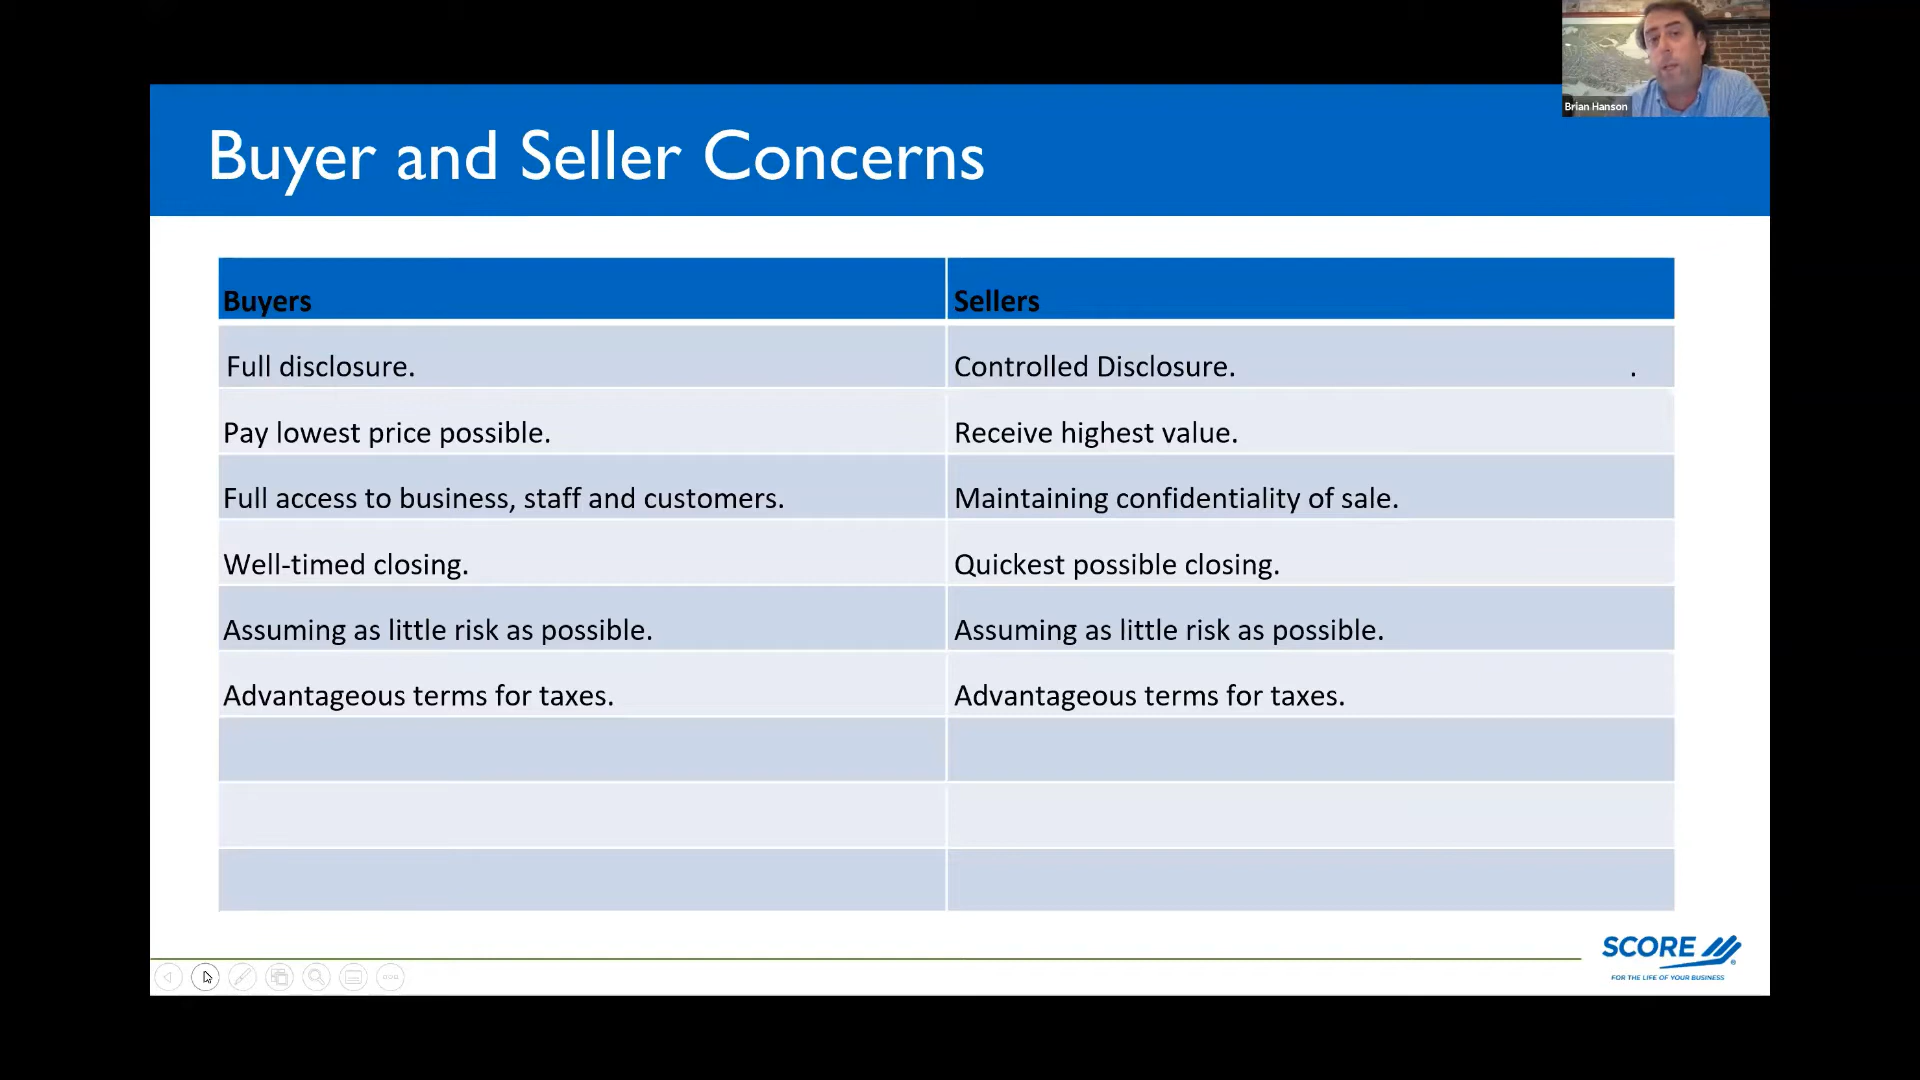 Brian Hanson
Buyer and Seller Concerns
Buyers Sellers
Full disclosure. Controlled Disclosure. .
Pay lowest price possible. Receive highest value.
Full access to business, staff and customers. Maintaining confidentiality of sale.
Well-timed closing. Quickest possible closing.
Assuming as little risk as possible. Assuming as little risk as possible.
Advantageous terms for taxes. Advantageous terms for taxes.
SCORE
FOR THE LIFE OF YOUR BUSINESS